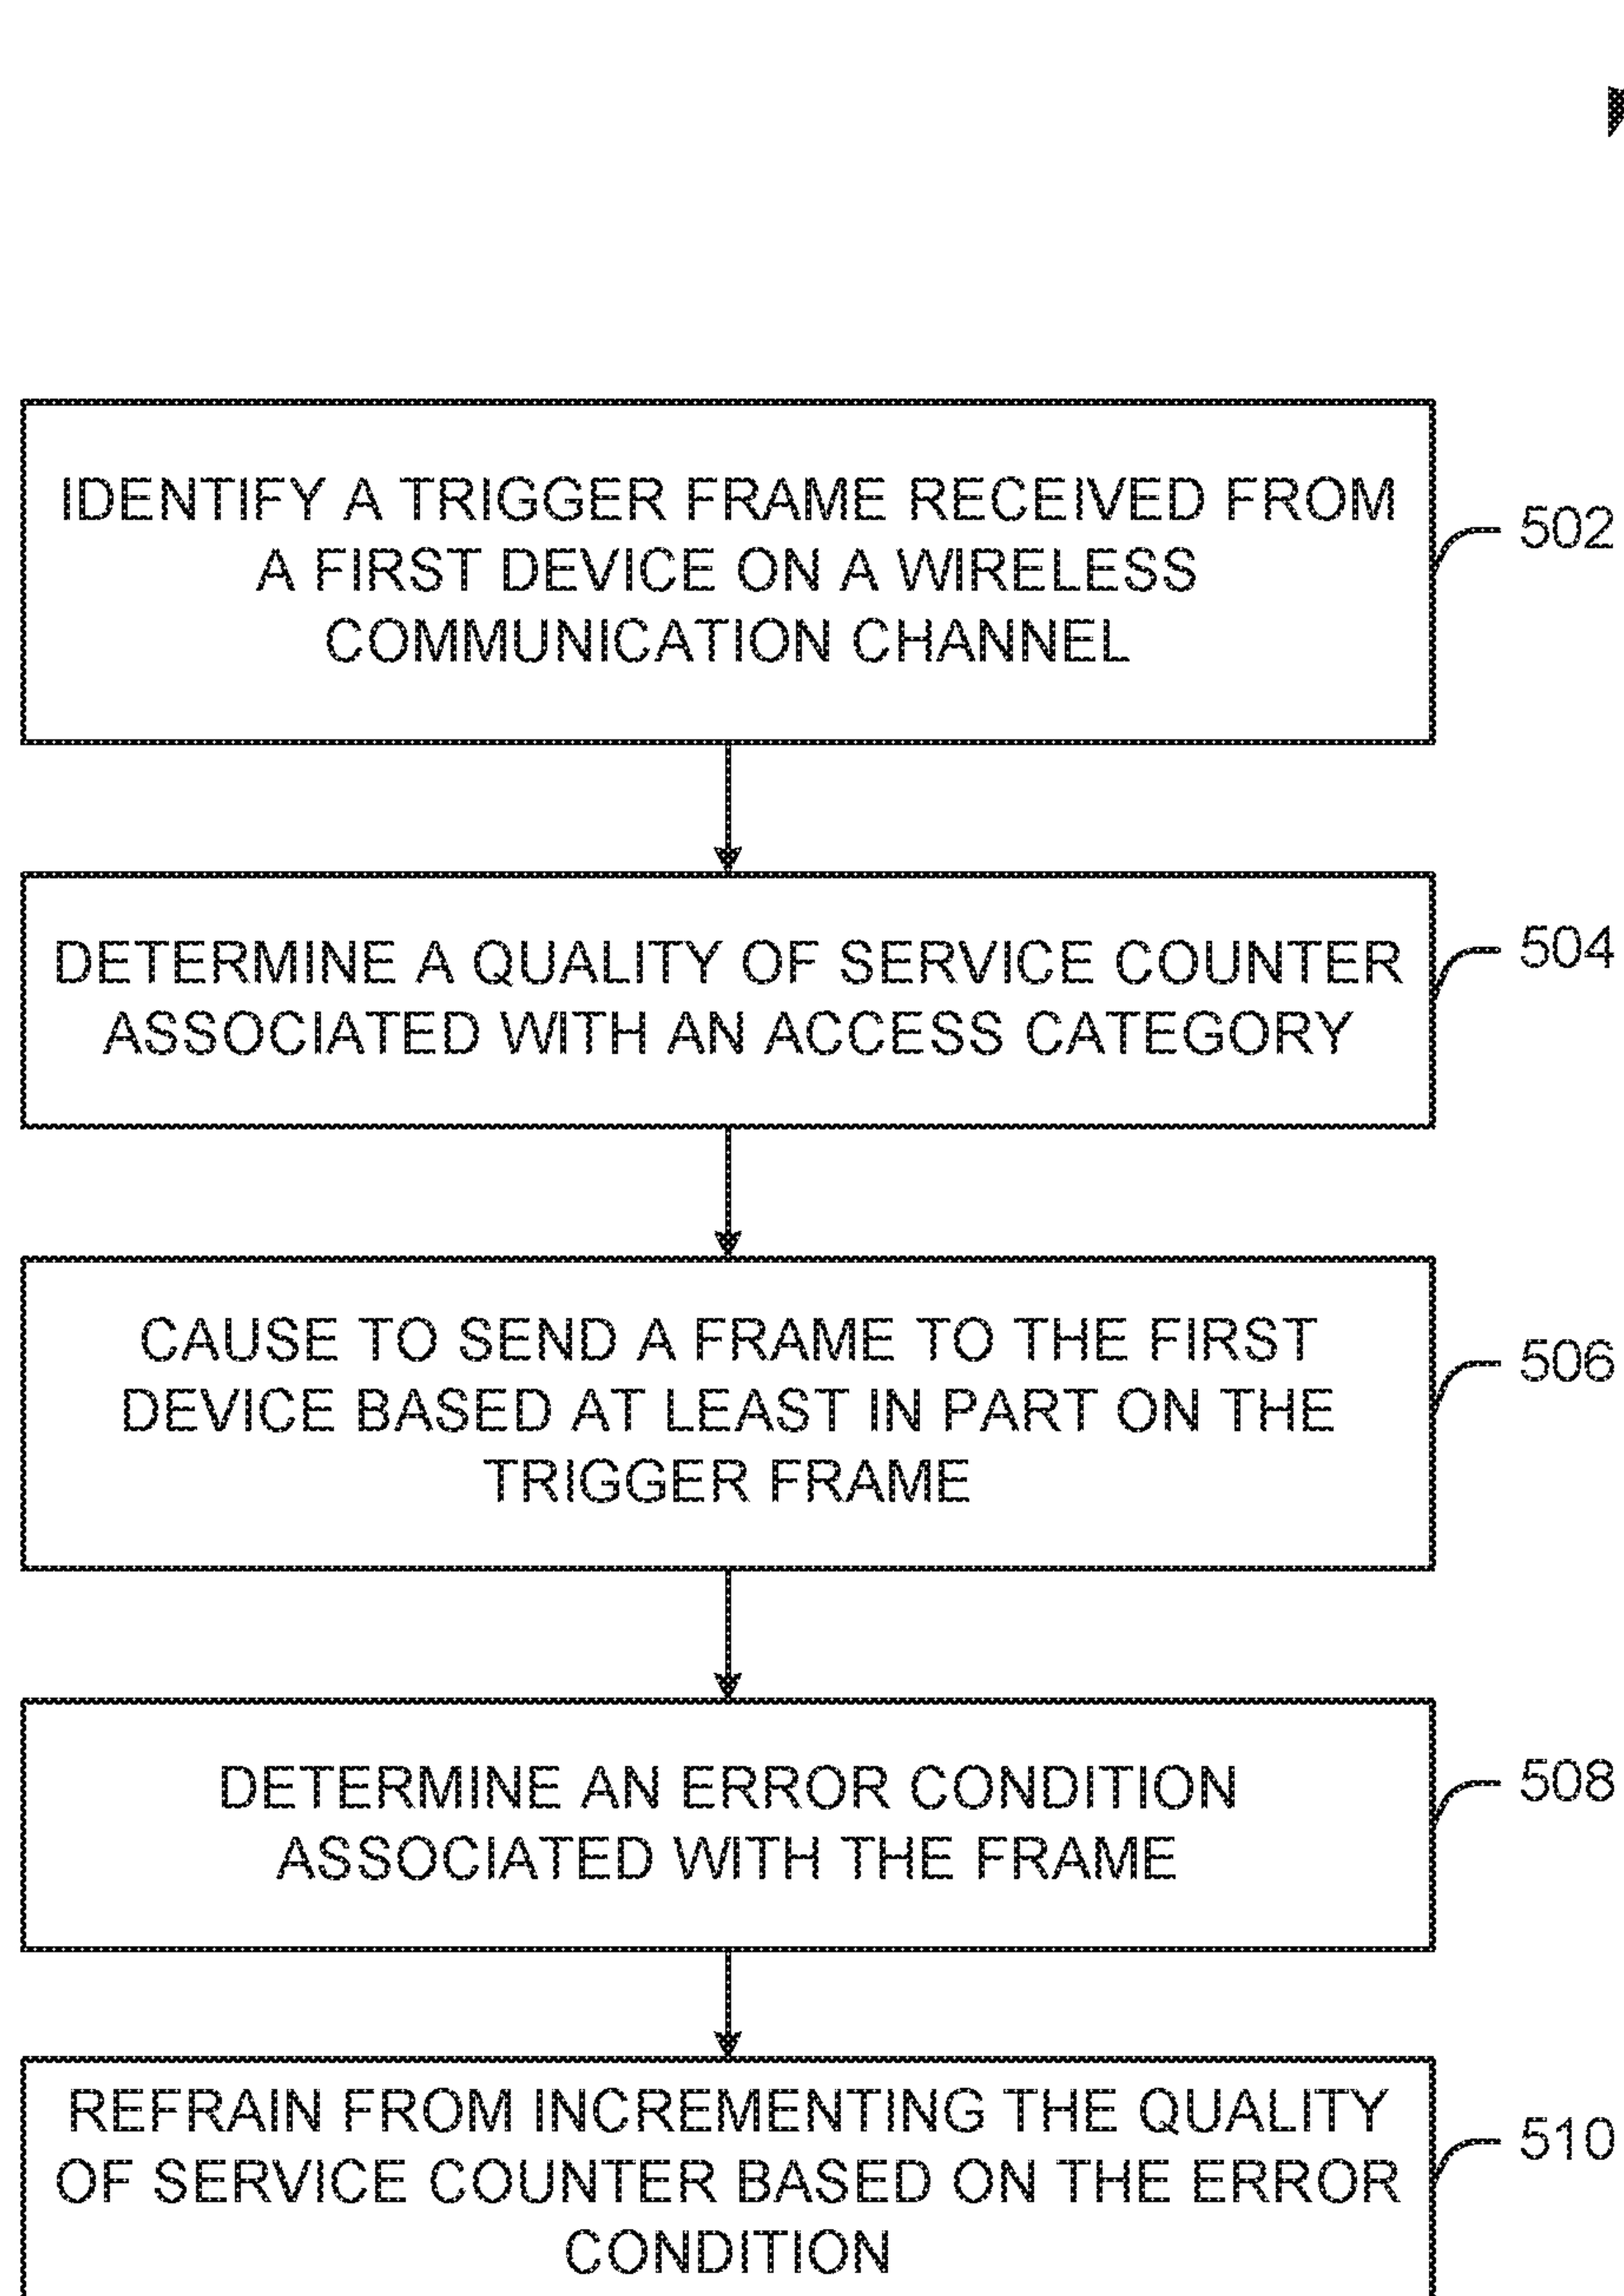 IDENTIFY A TRIGGER FRAME RECEIVED FROM
A FIRST DEVICE ON A WIRELESS
COMMUNICATION CHANNEL
502
DETERMINE A QUALITY OF SERVICE COUNTER
ASSOCIATED WITH AN ACCESS CATEGORY
504
CAUSE TO SEND A FRAME TO THE FIRST
DEVICE BASED AT LEAST IN PART ON THE
TRIGGER FRAME
506
DETERMINE AN ERROR CONDITION
ASSOCIATED WITH THE FRAME
508
REFRAIN FROM INCREMENTING THE QUALITY
OF SERVICE COUNTER BASED ON THE ERROR
CONDITION
510